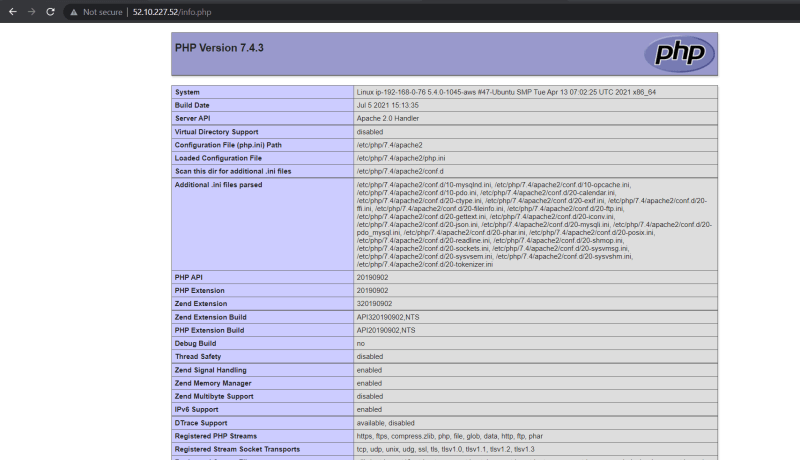 Not secure | 52.10.227.52/info.php
PHP Version 7.4.3
php
System Linux ip-192-168-0-76 5.4.0-1045-aws #47-Ubuntu SMP Tue Apr 13 07:02:25 UTC 2021 x86_64
Build Date Jul 5 2021 15:13:35
Server API Apache 2.0 Handler
Virtual Directory Support disabled
Configuration File (php.ini) Path /etc/php/7.4/apache2
Loaded Configuration File /etc/php/7.4/apache2/php.ini
Scan this dir for additional .ini files /etc/php/7.4/apache2/conf.d
Additional .ini files parsed /etc/php/7.4/apache2/conf.d/10-mysqlnd.ini, /etc/php/7.4/apache2/conf.d/10-opcache.ini,
/etc/php/7.4/apache2/conf.d/10-pdo.ini, /etc/php/7.4/apache2/conf.d/20-calendar.ini,
/etc/php/7.4/apache2/conf.d/20-ctype.ini, /etc/php/7.4/apache2/conf.d/20-exif.ini, /etc/php/7.4/apache2/conf.d/20-
ffi.ini, /etc/php/7.4/apache2/conf.d/20-fileinfo.ini, /etc/php/7.4/apache2/conf.d/20-ftp.ini,
/etc/php/7.4/apache2/conf.d/20-gettext.ini, /etc/php/7.4/apache2/conf.d/20-iconv.ini,
/etc/php/7.4/apache2/conf.d/20-json.ini, /etc/php/7.4/apache2/conf.d/20-mysqli.ini, /etc/php/7.4/apache2/conf.d/20-
pdo_mysql.ini, /etc/php/7.4/apache2/conf.d/20-phar.ini, /etc/php/7.4/apache2/conf.d/20-posix.ini,
/etc/php/7.4/apache2/conf.d/20-readline.ini, /etc/php/7.4/apache2/conf.d/20-shmop.ini,
/etc/php/7.4/apache2/conf.d/20-sockets.ini, /etc/php/7.4/apache2/conf.d/20-sysvmsg.ini,
/etc/php/7.4/apache2/conf.d/20-sysvsem.ini, /etc/php/7.4/apache2/conf.d/20-sysvshm.ini,
/etc/php/7.4/apache2/conf.d/20-tokenizer.ini
PHP API 20190902
PHP Extension 20190902
Zend Extension 320190902
Zend Extension Build API320190902,NTS
PHP Extension Build API20190902,NTS
Debug Build no
Thread Safety disabled
Zend Signal Handling enabled
Zend Memory Manager enabled
Zend Multibyte Support disabled
IPv6 Support enabled
DTrace Support available, disabled
Registered PHP Streams https, ftps, compress.zlib, php, file, glob, data, http, ftp, phar
Registered Stream Socket Transports tcp, udp, unix, udg, ssl, tls, tlsv1.0, tlsv1.1, tlsv1.2, tlsv1.3